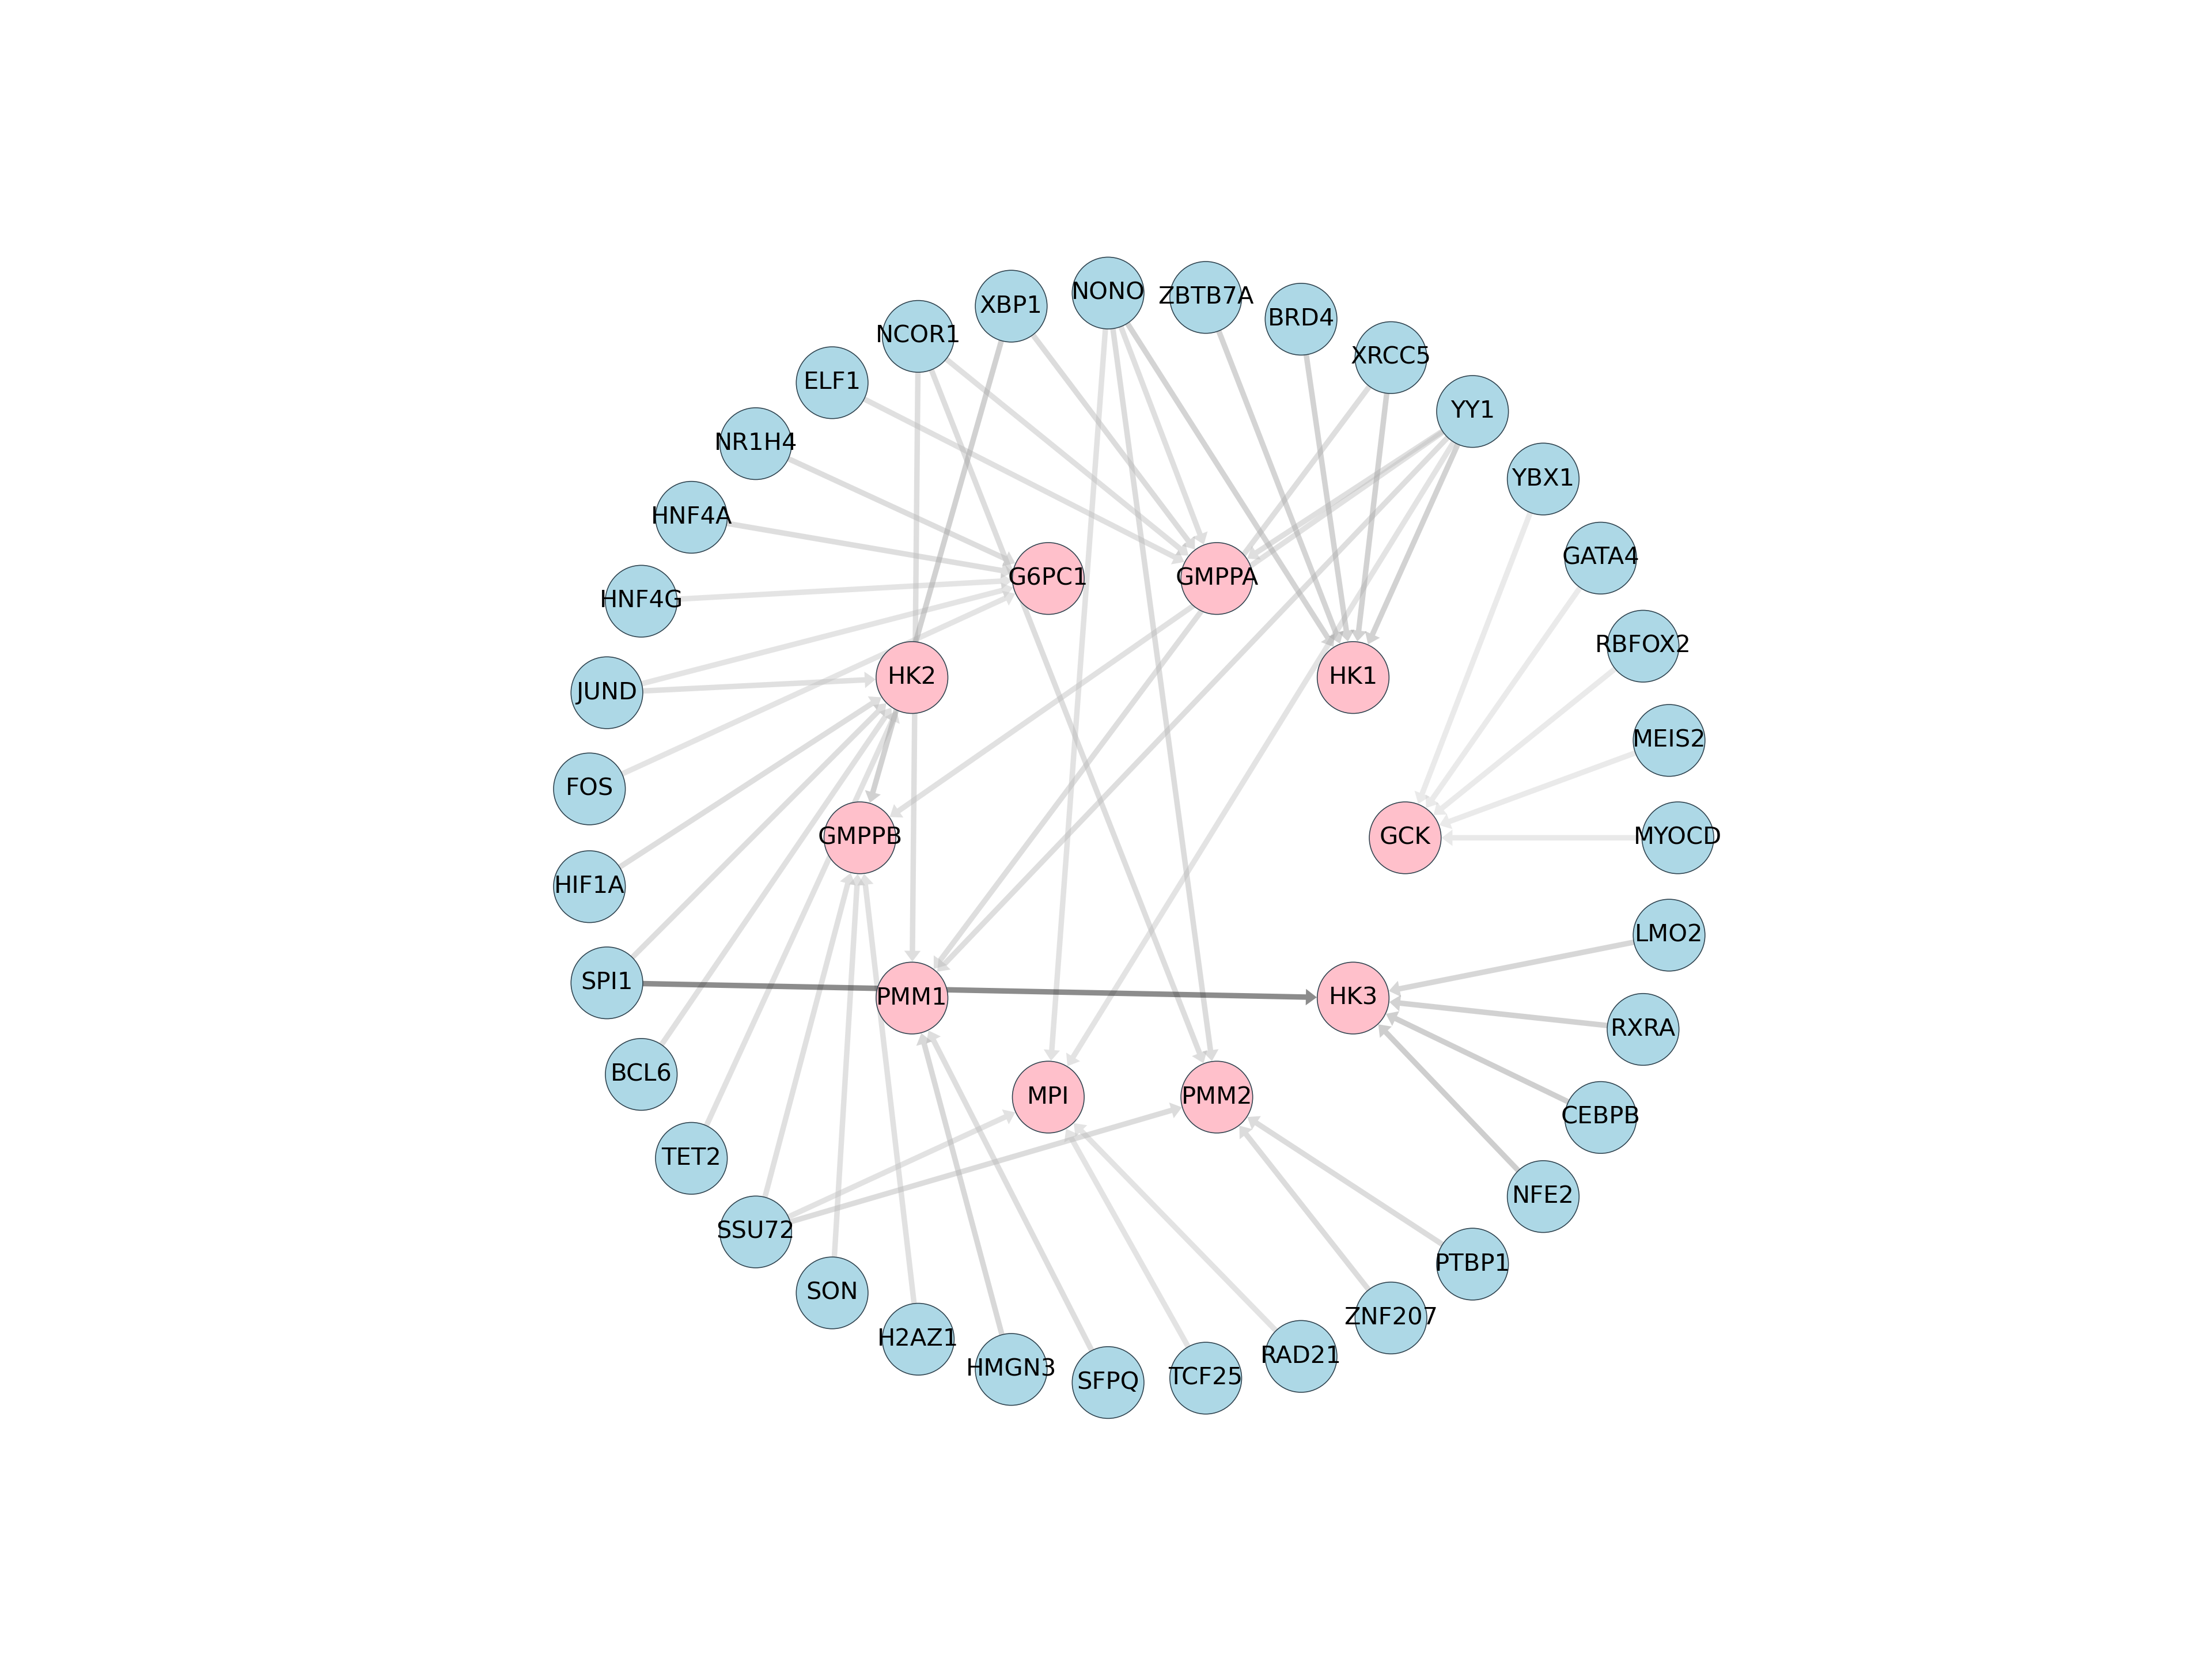 NONO
ZBTB7A
XBP1
BRD4
NCOR1
XRCC5
ELF1
YY1
NR1H4
YBX1
HNF4A
GATA4
G6PC1
GMPPA
HNF4G
RBFOX2
HK2
HK1
JUND
MEIS2
FOS
GMPPB
GCK
MYOCD
HIF1A
LMO2
SPI1
PMM1
HK3
RXRA
BCL6
MPI
PMM2
CEBPB
TET2
NFE2
SSU72
PTBP1
SON
ZNF207
H2AZ1
RAD21
HMGN3
SFPQ
TCF25